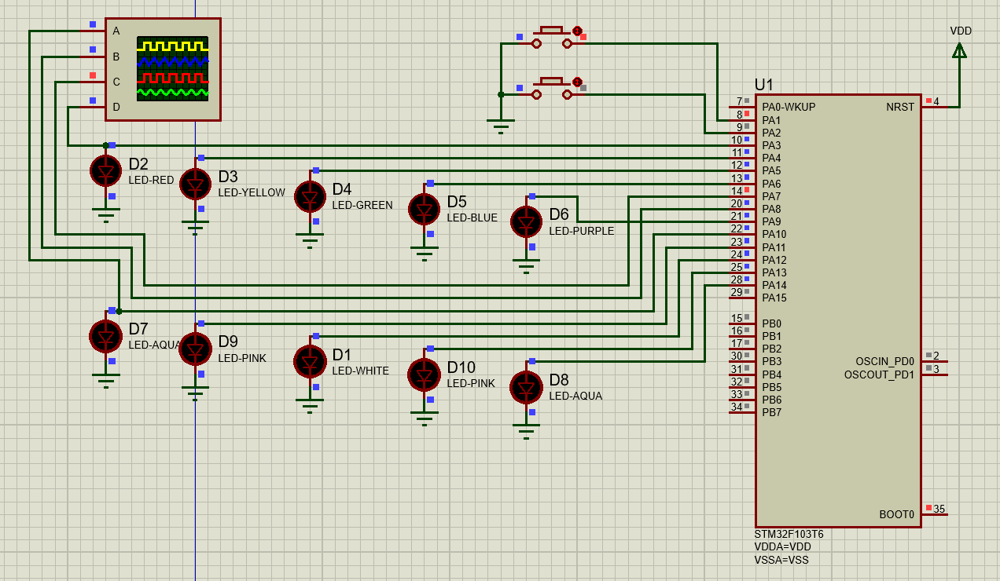 A
B
C
D
VDD
U1
7 PA0-WKUP
8 PA1
9 PA2
10 PA3
11 PA4
12 PA5
13 PA6
14 PA7
20 PA8
21 PA9
22 PA10
23 PA11
24 PA12
25 PA13
28 PA14
29 PA15
15 PB0
16 PB1
17 PB2
30 PB3
31 PB4
32 PB5
33 PB6
34 PB7
NRST 4
OSCIN_PD0 2
OSCOUT_PD1 3
BOOT0 35
STM32F103T6
VDDA=VDD
VSSA=VSS
D2
LED-RED
D3
LED-YELLOW
D4
LED-GREEN
D5
LED-BLUE
D6
LED-PURPLE
D7
LED-AQUA
D9
LED-PINK
D1
LED-WHITE
D10
LED-PINK
D8
LED-AQUA